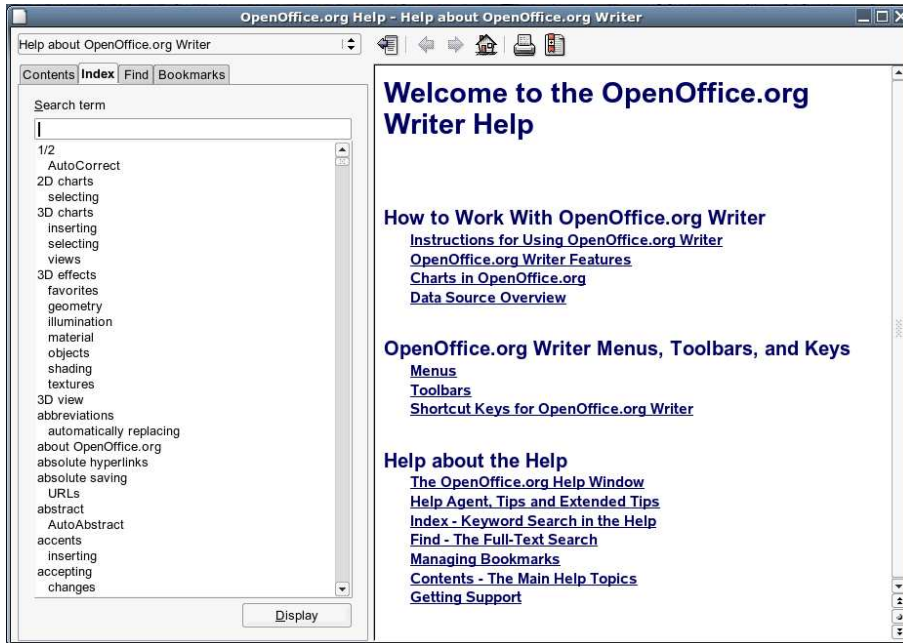 OpenOffice.org Help - Help about OpenOffice.org Writer
Help about OpenOffice.org Writer
Contents Index Find Bookmarks
Search term
1/2
AutoCorrect
2D charts
selecting
3D charts
inserting
selecting
views
3D effects
favorites
geometry
illumination
material
objects
shading
textures
3D view
abbreviations
automatically replacing
about OpenOffice.org
absolute hyperlinks
absolute saving
URLs
abstract
AutoAbstract
accents
inserting
accepting
changes
Display
Welcome to the OpenOffice.org
Writer Help
How to Work With OpenOffice.org Writer
Instructions for Using OpenOffice.org Writer
OpenOffice.org Writer Features
Charts in OpenOffice.org
Data Source Overview
OpenOffice.org Writer Menus, Toolbars, and Keys
Menus
Toolbars
Shortcut Keys for OpenOffice.org Writer
Help about the Help
The OpenOffice.org Help Window
Help Agent, Tips and Extended Tips
Index - Keyword Search in the Help
Find - The Full-Text Search
Managing Bookmarks
Contents - The Main Help Topics
Getting Support